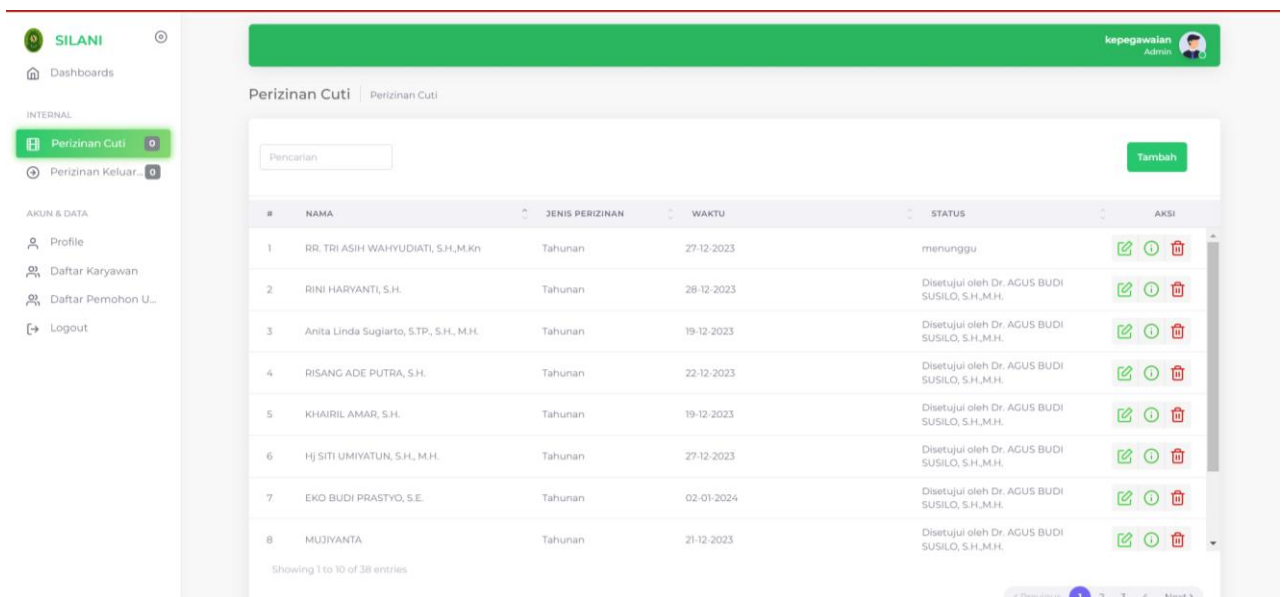 SILANI
kepegawaian
Admin
Dashboards
Perizinan Cuti Perizinan Cuti
INTERNAL
Perizinan Cuti 0
Perizinan Keluar... 0
Pencarian
Tambah
AKUN & DATA
Profile
Daftar Karyawan
Daftar Pemohon U...
Logout
# NAMA JENIS PERIZINAN WAKTU STATUS AKSI
1 RR. TRI ASIH WAHYUDIATI, S.H.,M.Kn Tahunan 27-12-2023 menunggu
2 RINI HARYANTI, S.H. Tahunan 28-12-2023 Disetujui oleh Dr. AGUS BUDI
SUSILO, S.H.,M.H.
3 Anita Linda Sugiarto, S.TP., S.H., M.H. Tahunan 19-12-2023 Disetujui oleh Dr. AGUS BUDI
SUSILO, S.H.,M.H.
4 RISANG ADE PUTRA, S.H. Tahunan 22-12-2023 Disetujui oleh Dr. AGUS BUDI
SUSILO, S.H.,M.H.
5 KHAIRIL AMAR, S.H. Tahunan 19-12-2023 Disetujui oleh Dr. AGUS BUDI
SUSILO, S.H.,M.H.
6 Hj SITI UMIYATUN, S.H., M.H. Tahunan 27-12-2023 Disetujui oleh Dr. AGUS BUDI
SUSILO, S.H.,M.H.
7 EKO BUDI PRASTYO, S.E. Tahunan 02-01-2024 Disetujui oleh Dr. AGUS BUDI
SUSILO, S.H.,M.H.
8 MUJIYANTA Tahunan 21-12-2023 Disetujui oleh Dr. AGUS BUDI
SUSILO, S.H.,M.H.
Showing 1 to 10 of 38 entries
< Previous 1 2 3 4 Next >